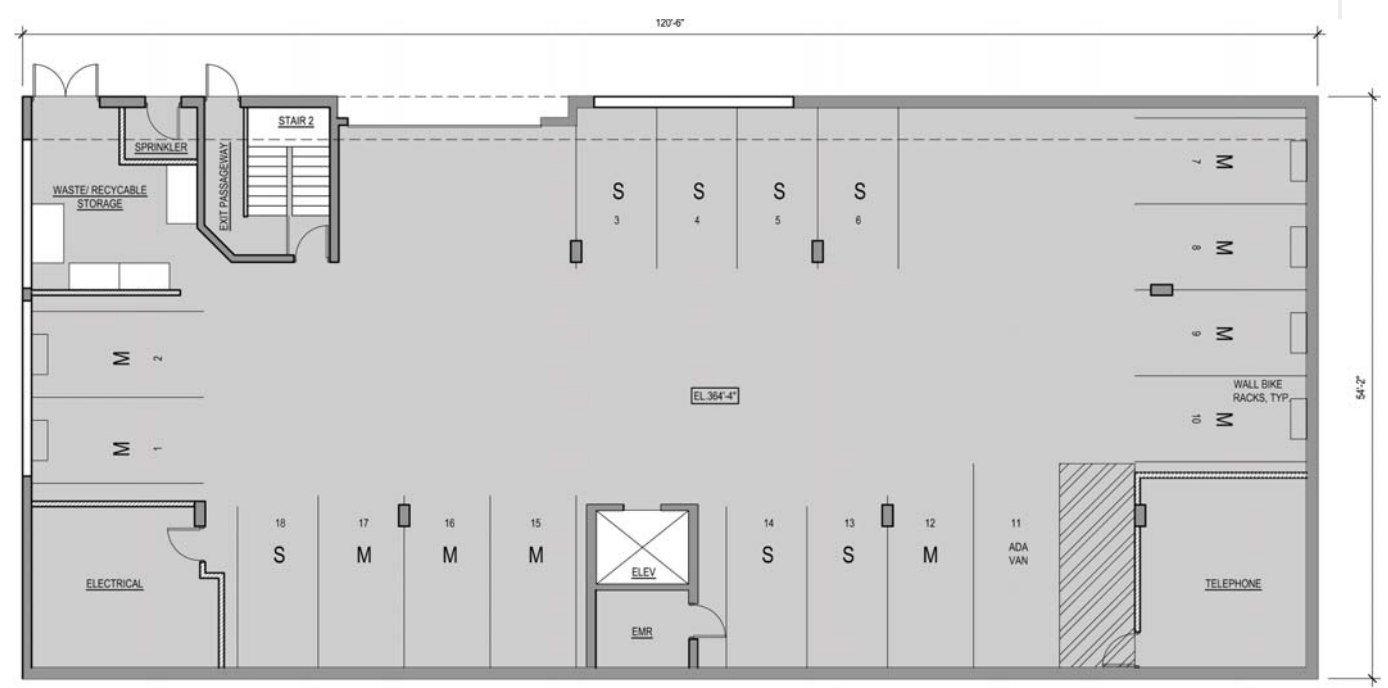 120'-6"
STAIR 2
SPRINKLER
EXIT PASSAGEWAY
WASTE/ RECYCABLE
STORAGE
S
S
S
S
3
4
5
6
M
7
M
8
M
9
WALL BIKE
RACKS, TYP.
M
10
54'-2"
M
2
M
1
EL.364'-4"
18
17
16
15
14
13
12
11
S
M
M
M
S
S
M
ADA
VAN
ELEV
ELECTRICAL
TELEPHONE
EMR